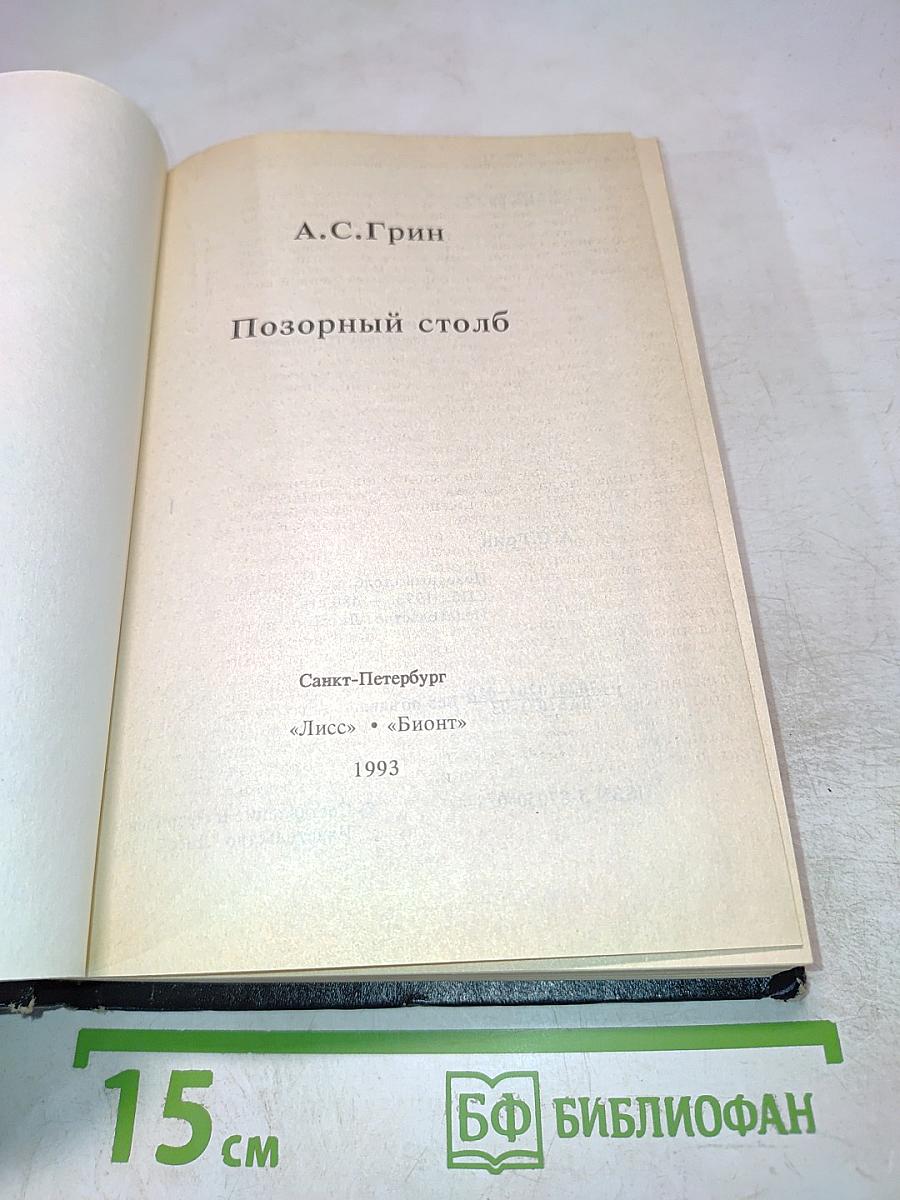 А.С.Грин
Позорный столб
Санкт-Петербург
«Лисс» • «Бионт»
1993
15 см
БФ БИБЛИОФАН